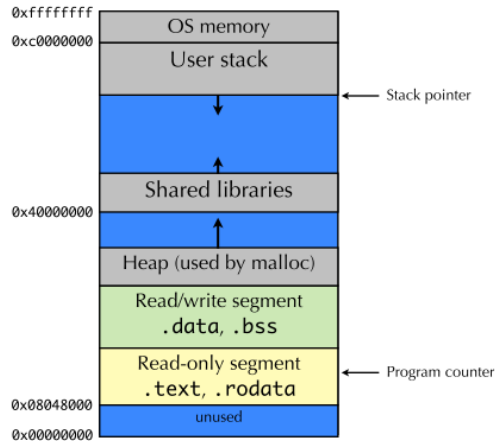 0xffffffff
OS memory
0xc0000000
User stack
Stack pointer
Shared libraries
0x40000000
Heap (used by malloc)
Read/write segment
.data, .bss
Read-only segment
.text, .rodata
Program counter
0x08048000
unused
0x00000000